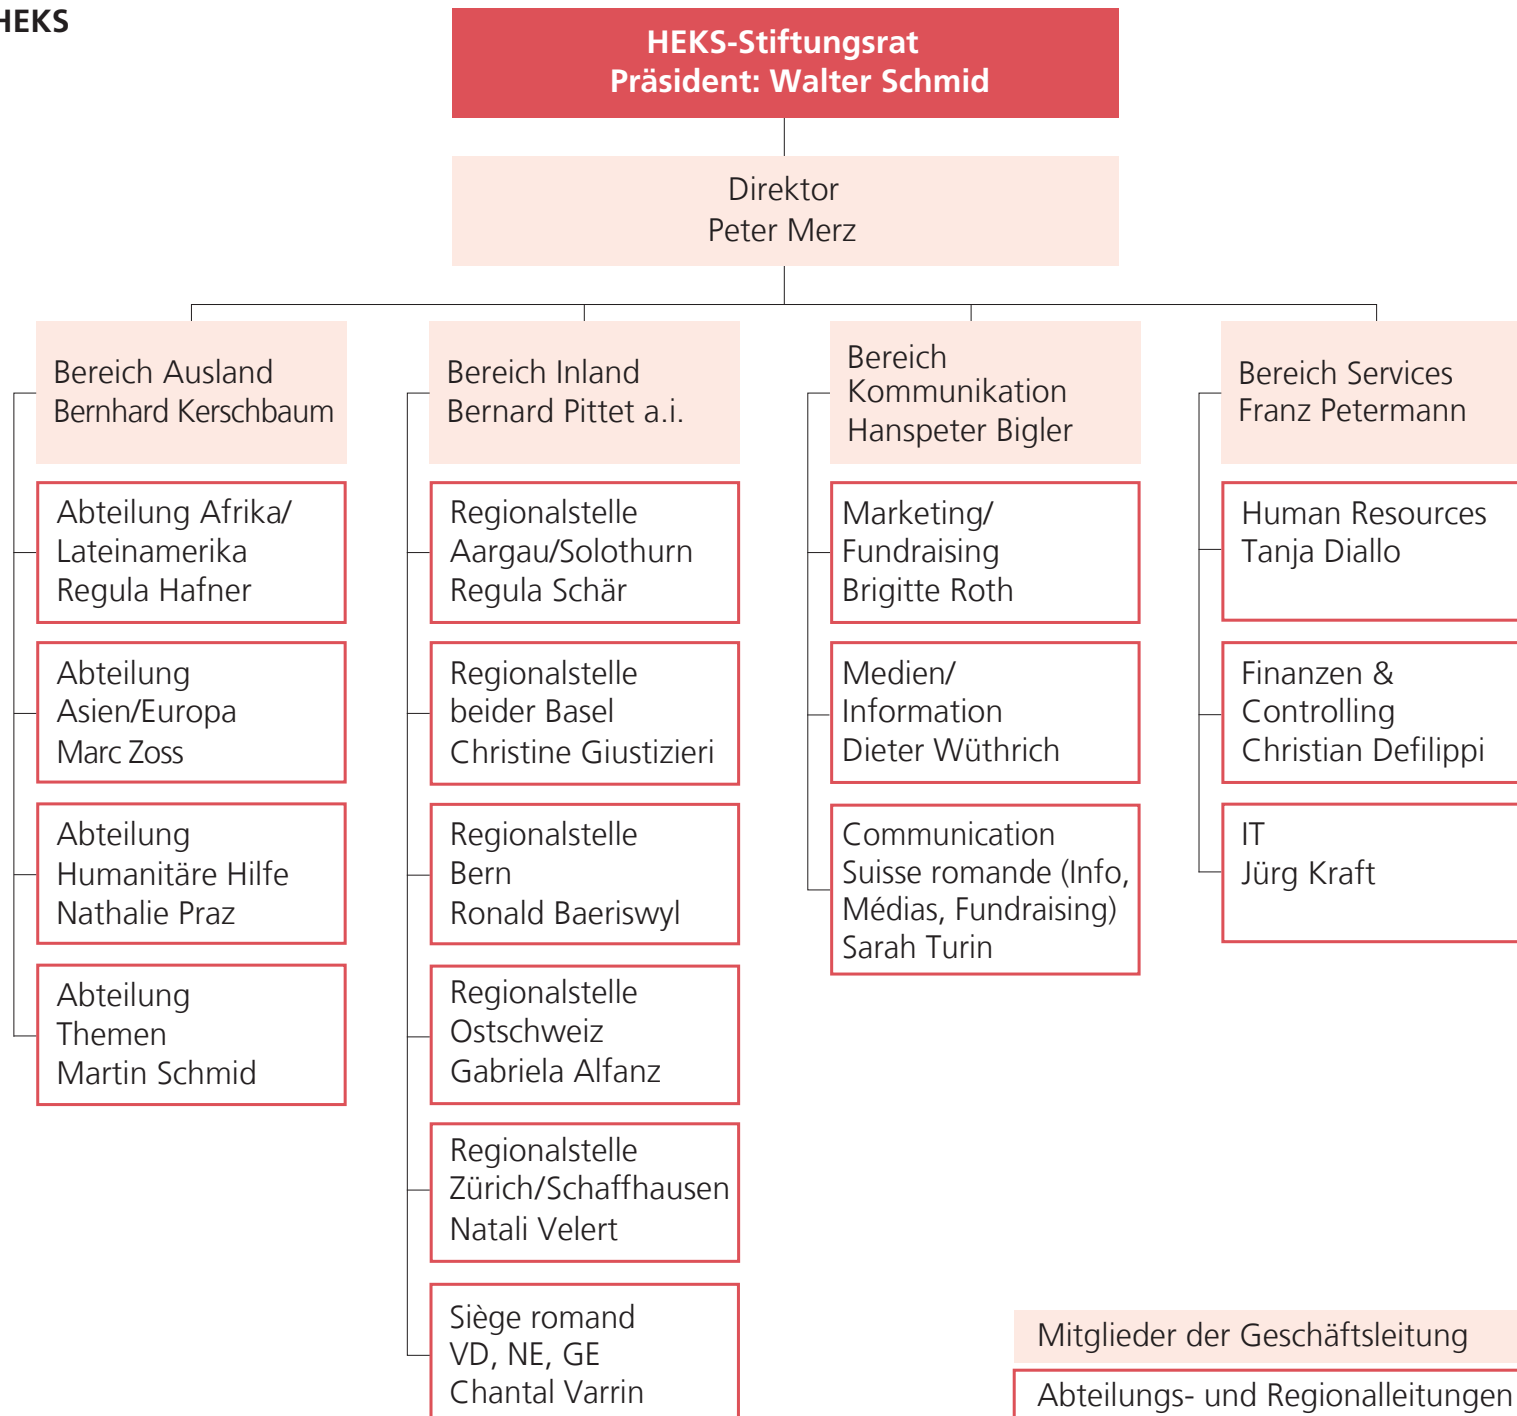 HEKS
HEKS-Stiftungsrat
Präsident: Walter Schmid
Direktor
Peter Merz
Bereich Ausland
Bernhard Kerschbaum
Abteilung Afrika/
Lateinamerika
Regula Hafner
Abteilung
Asien/Europa
Marc Zoss
Abteilung
Humanitäre Hilfe
Nathalie Praz
Abteilung
Themen
Martin Schmid
Bereich Inland
Bernard Pittet a.i.
Regionalstelle
Aargau/Solothurn
Regula Schär
Regionalstelle
beider Basel
Christine Giustizieri
Regionalstelle
Bern
Ronald Baeriswyl
Regionalstelle
Ostschweiz
Gabriela Alfanz
Regionalstelle
Zürich/Schaffhausen
Natali Velert
Siège romand
VD, NE, GE
Chantal Varrin
Bereich
Kommunikation
Hanspeter Bigler
Marketing/
Fundraising
Brigitte Roth
Medien/
Information
Dieter Wüthrich
Communication
Suisse romande (Info,
Médias, Fundraising)
Sarah Turin
Bereich Services
Franz Petermann
Human Resources
Tanja Diallo
Finanzen &
Controlling
Christian Defilippi
IT
Jürg Kraft
Mitglieder der Geschäftsleitung
Abteilungs- und Regionalleitungen